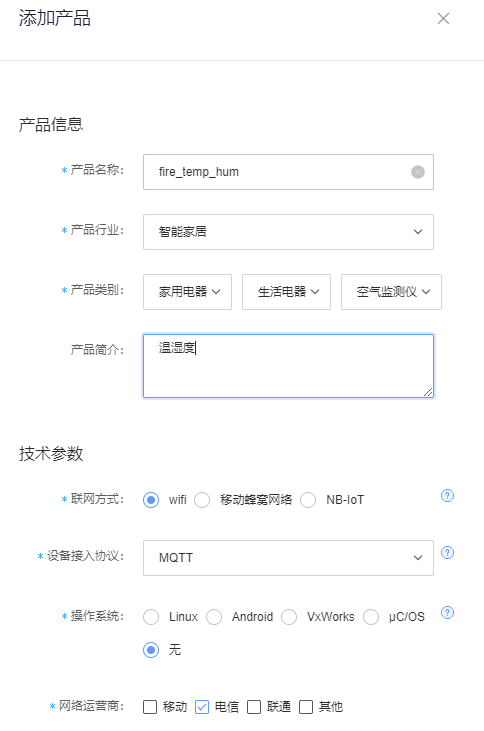 添加产品
产品信息
* 产品名称: fire_temp_hum
* 产品行业: 智能家居
* 产品类别: 家用电器 生活电器 空气监测仪
产品简介: 温湿度
技术参数
* 联网方式: wifi 移动蜂窝网络 NB-IoT ?
* 设备接入协议: MQTT ?
* 操作系统: Linux Android VxWorks μC/OS ?
无
* 网络运营商: 移动 电信 联通 其他